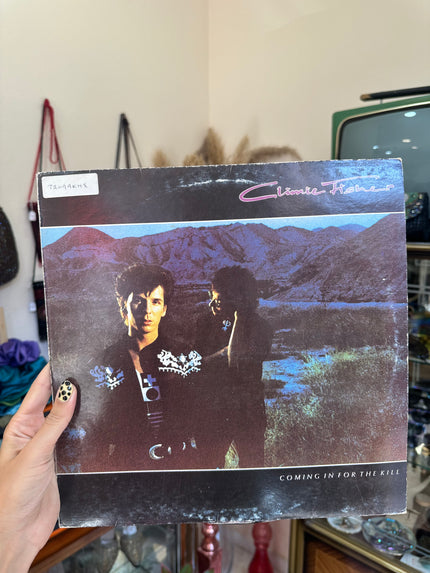 Climie Fisher
COMING IN FOR THE KILL